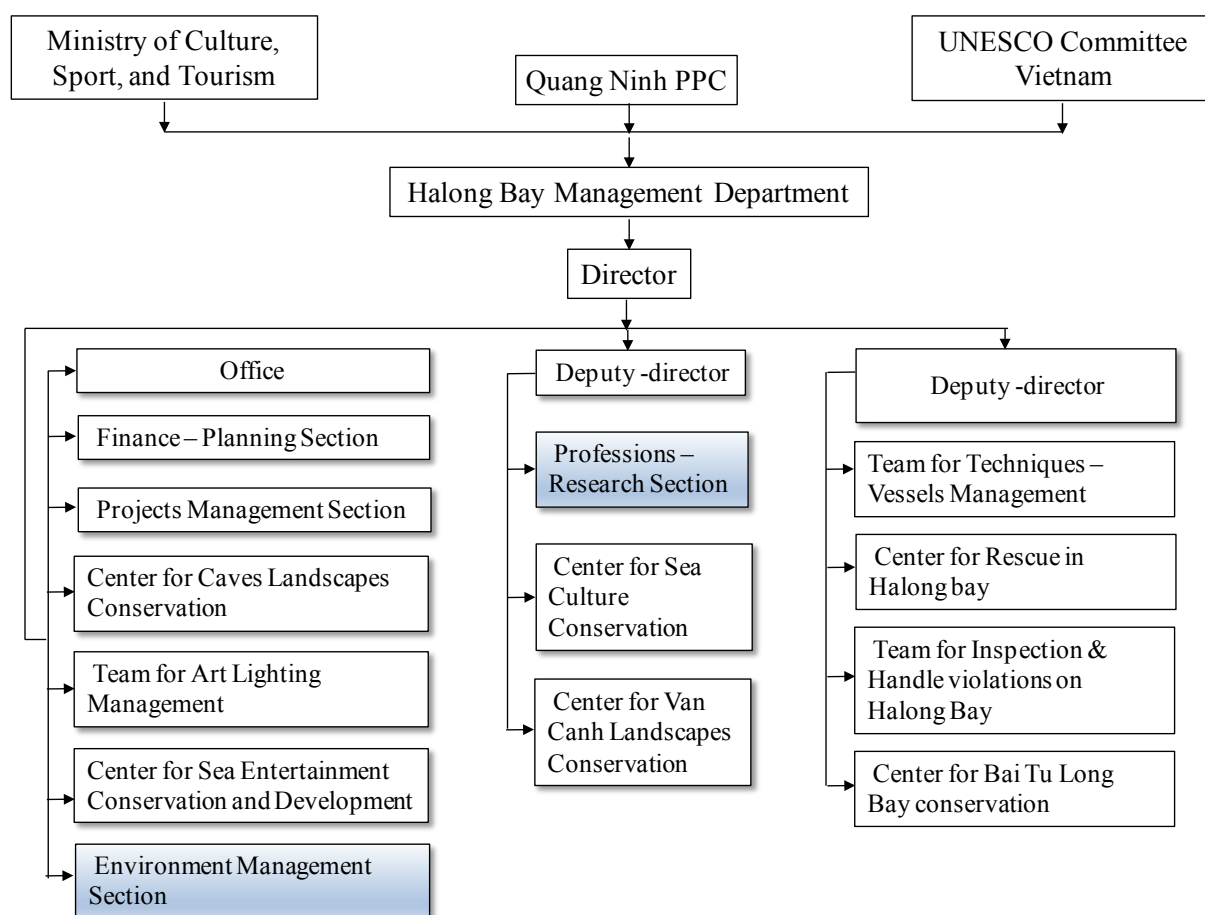 Ministry of Culture,
Sport, and Tourism
Quang Ninh PPC
UNESCO Committee
Vietnam
Halong Bay Management Department
Director
Office
Finance – Planning Section
Projects Management Section
Center for Caves Landscapes
Conservation
Team for Art Lighting
Management
Center for Sea Entertainment
Conservation and Development
Environment Management
Section
Deputy -director
Professions –
Research Section
Center for Sea
Culture
Conservation
Center for Van
Canh Landscapes
Conservation
Deputy -director
Team for Techniques –
Vessels Management
Center for Rescue in
Halong bay
Team for Inspection &
Handle violations on
Halong Bay
Center for Bai Tu Long
Bay conservation